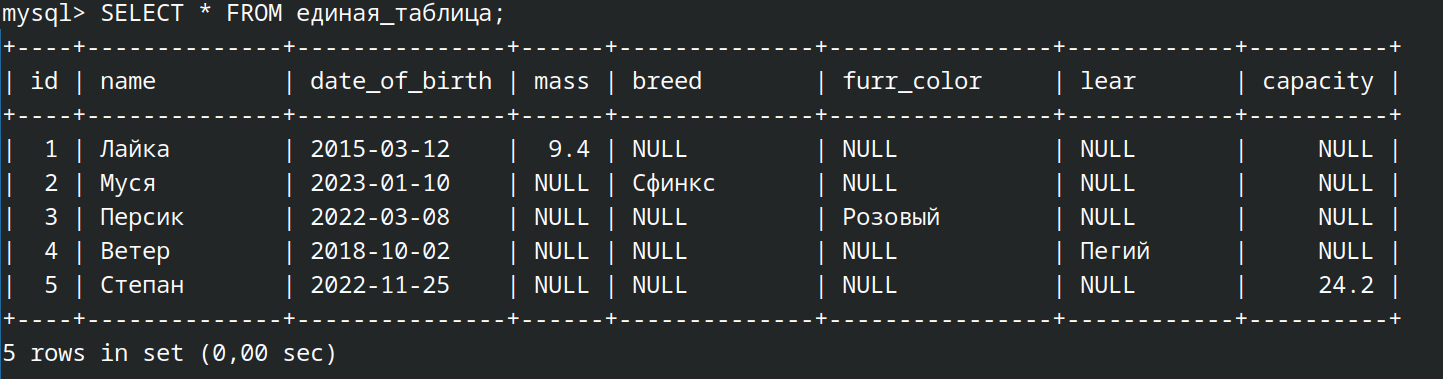 mysql> SELECT * FROM единая_таблица;
+----+--------------+---------------+------+--------------+----------------+------------+----------+
| id | name         | date_of_birth | mass | breed        | furr_color     | lear       | capacity |
+----+--------------+---------------+------+--------------+----------------+------------+----------+
|  1 | Лайка        | 2015-03-12    |  9.4 | NULL         | NULL           | NULL       |     NULL |
|  2 | Муся         | 2023-01-10    | NULL | Сфинкс       | NULL           | NULL       |     NULL |
|  3 | Персик       | 2022-03-08    | NULL | NULL         | Розовый        | NULL       |     NULL |
|  4 | Ветер        | 2018-10-02    | NULL | NULL         | NULL           | Пегий      |     NULL |
|  5 | Степан       | 2022-11-25    | NULL | NULL         | NULL           | NULL       |     24.2 |
+----+--------------+---------------+------+--------------+----------------+------------+----------+
5 rows in set (0,00 sec)